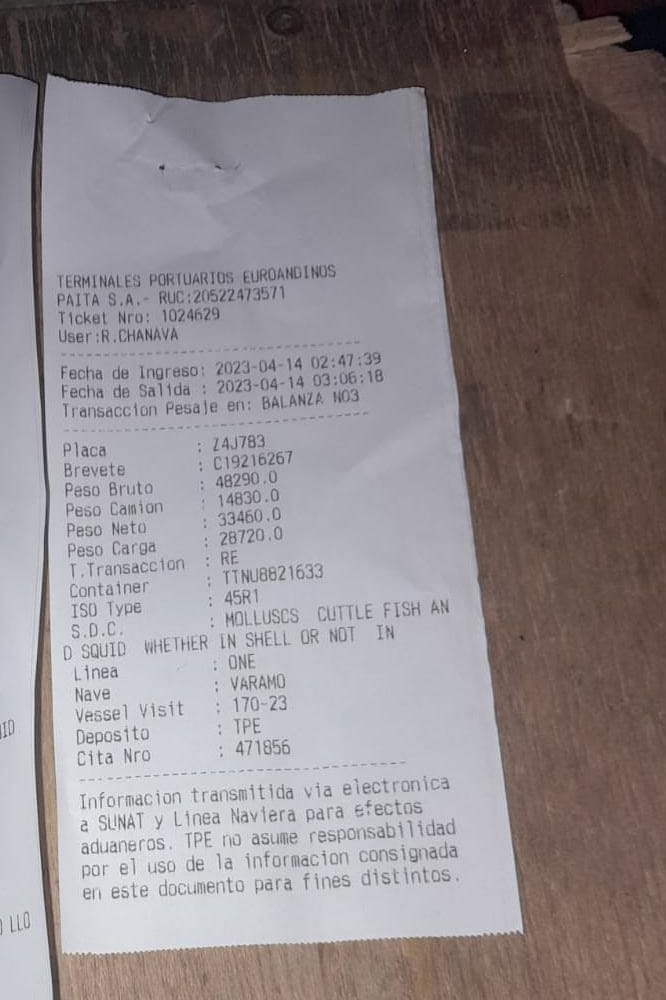 TERMINALES PORTUARIOS EUROANDINOS
PAITA S.A.- RUC:20522473571
Ticket Nro: 1024629
User:R.CHANAVA
Fecha de Ingreso: 2023-04-14 02:47:39
Fecha de Salida : 2023-04-14 03:06:18
Transaccion Pesaje en: BALANZA NO3
Placa : Z4J783
Brevete : C19216267
Peso Bruto : 48290.0
Peso Camion : 14830.0
Peso Neto : 33460.0
Peso Carga : 28720.0
T.Transaccion : RE
Container : TTNU8821633
ISO Type : 45R1
S.D.C. : MOLLUSCS CUTTLE FISH AN
D SQUID WHETHER IN SHELL OR NOT IN
Linea : ONE
Nave : VARAMO
Vessel Visit : 170-23
Deposito : TPE
Cita Nro : 471856
Informacion transmitida via electronica
a SUNAT y Linea Naviera para efectos
aduaneros. TPE no asume responsabilidad
por el uso de la informacion consignada
en este documento para fines distintos.
LLO